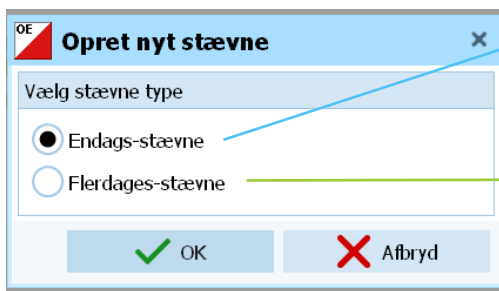 OE
Opret nyt stævne
Vælg stævne type
Endags-stævne
Flerdages-stævne
OK
Afbryd